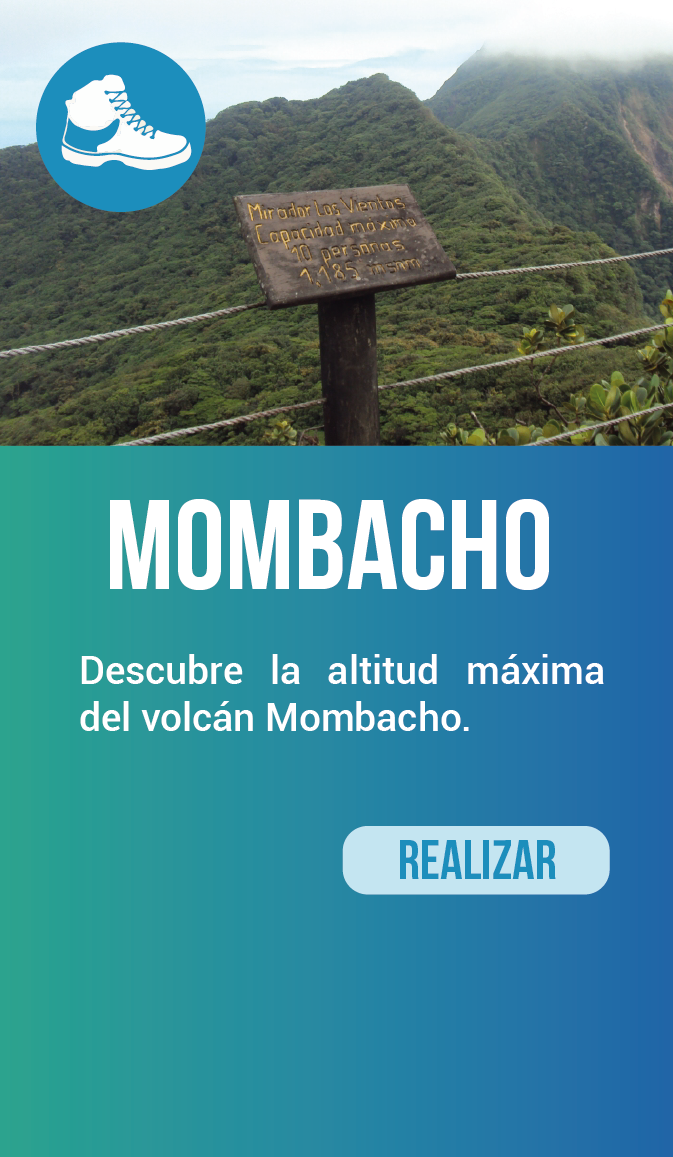 Mirador Los Vientos
Capacidad maxima
10 personas
1,185 msnm
MOMBACHO
Descubre la altitud máxima
del volcán Mombacho.
REALIZAR